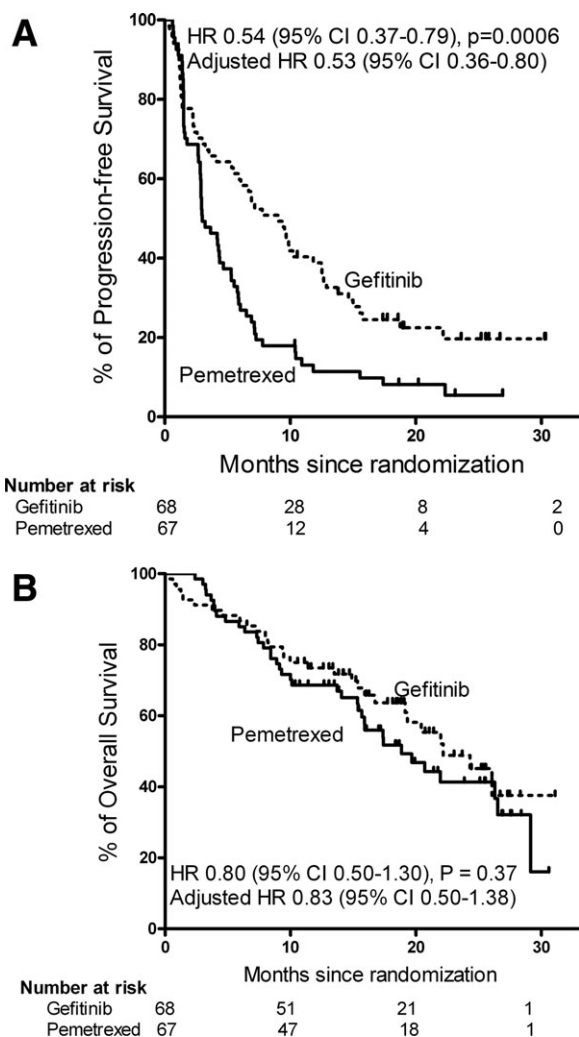 A
HR 0.54 (95% CI 0.37-0.79), p=0.0006
Adjusted HR 0.53 (95% CI 0.36-0.80)
% of Progression-free Survival
100
80
60
40
20
0
Gefitinib
Pemetrexed
0 10 20 30
Months since randomization
Number at risk
Gefitinib 68 28 8 2
Pemetrexed 67 12 4 0
B
% of Overall Survival
100
80
60
40
20
0
Gefitinib
Pemetrexed
HR 0.80 (95% CI 0.50-1.30), P = 0.37
Adjusted HR 0.83 (95% CI 0.50-1.38)
0 10 20 30
Months since randomization
Number at risk
Gefitinib 68 51 21 1
Pemetrexed 67 47 18 1